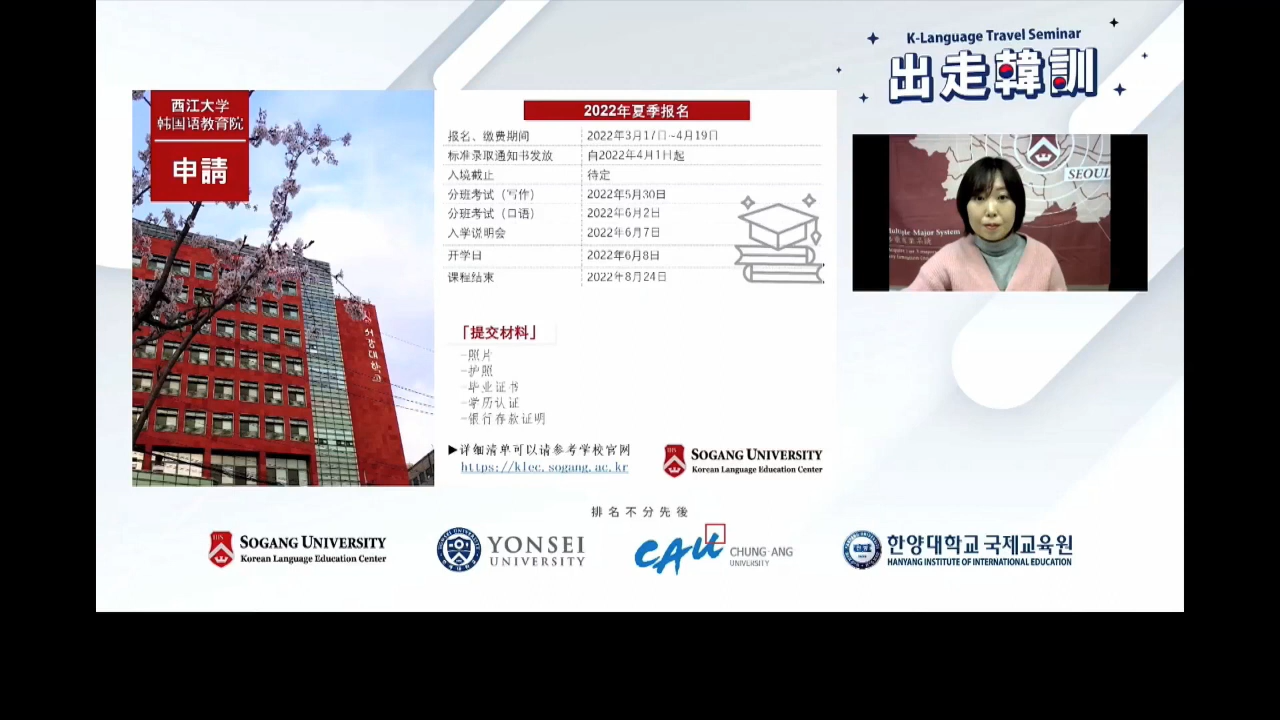 K-Language Travel Seminar
出走韓訓
西江大学
韩国语教育院
申請
2022年夏季报名
报名、缴费期间 2022年3月17日~4月19日
标准录取通知书发放 自2022年4月1日起
入境截止 待定
分班考试（写作） 2022年5月30日
分班考试（口语） 2022年6月2日
入学说明会 2022年6月7日
开学日 2022年6月8日
课程结束 2022年8月24日
「提交材料」
-照片
-护照
-毕业证书
-学历认证
-银行存款证明
▶详细清单可以请参考学校官网
https://klec.sogang.ac.kr
SOGANG UNIVERSITY
Korean Language Education Center
서강대학교
SEOUL
Multiple Major System
排名不分先後
SOGANG UNIVERSITY
Korean Language Education Center
YONSEI
UNIVERSITY
CAU
CHUNG-ANG
UNIVERSITY
한양대학교 국제교육원
HANYANG INSTITUTE OF INTERNATIONAL EDUCATION